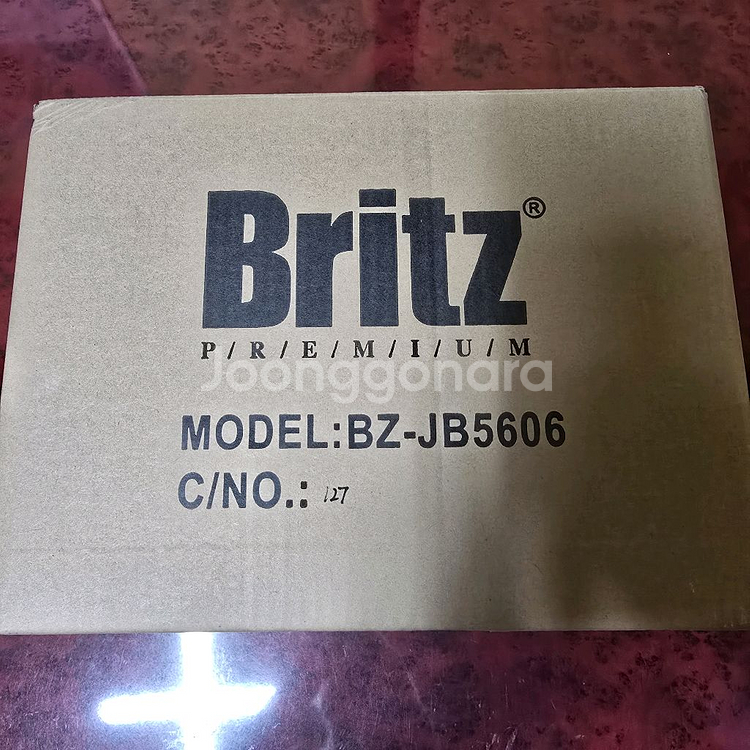 Britz®
P/R/E/M/I/U/M
Joonggonara
MODEL:BZ-JB5606
C/NO.: 127